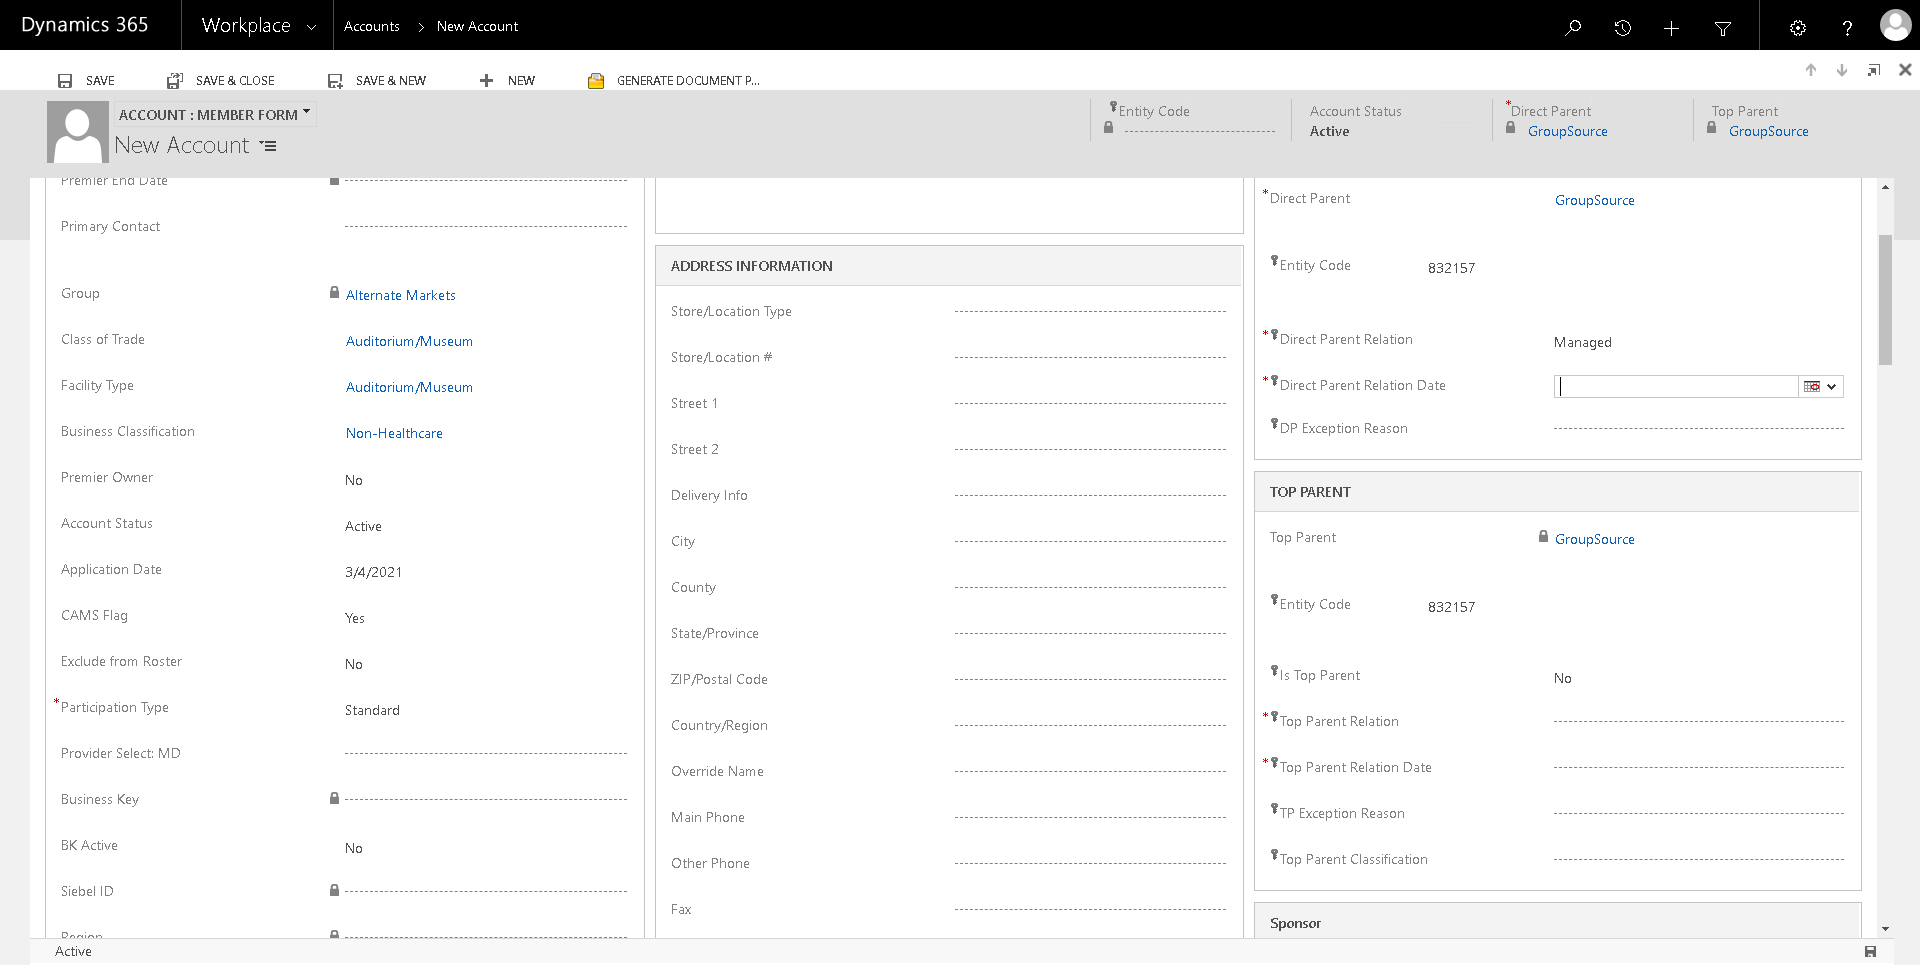 Dynamics 365
Workplace
Accounts > New Account
SAVE
SAVE & CLOSE
SAVE & NEW
NEW
GENERATE DOCUMENT P...
ACCOUNT : MEMBER FORM
New Account
Entity Code
Account Status
Active
*Direct Parent
GroupSource
Top Parent
GroupSource
Premier End Date
Primary Contact
Group Alternate Markets
Class of Trade Auditorium/Museum
Facility Type Auditorium/Museum
Business Classification Non-Healthcare
Premier Owner No
Account Status Active
Application Date 3/4/2021
CAMS Flag Yes
Exclude from Roster No
*Participation Type Standard
Provider Select: MD
Business Key
BK Active No
Siebel ID
Region
ADDRESS INFORMATION
Store/Location Type
Store/Location #
Street 1
Street 2
Delivery Info
City
County
State/Province
ZIP/Postal Code
Country/Region
Override Name
Main Phone
Other Phone
Fax
*Direct Parent GroupSource
Entity Code 832157
*Direct Parent Relation Managed
*Direct Parent Relation Date
DP Exception Reason
TOP PARENT
Top Parent GroupSource
Entity Code 832157
Is Top Parent No
*Top Parent Relation
*Top Parent Relation Date
TP Exception Reason
Top Parent Classification
Sponsor
Active